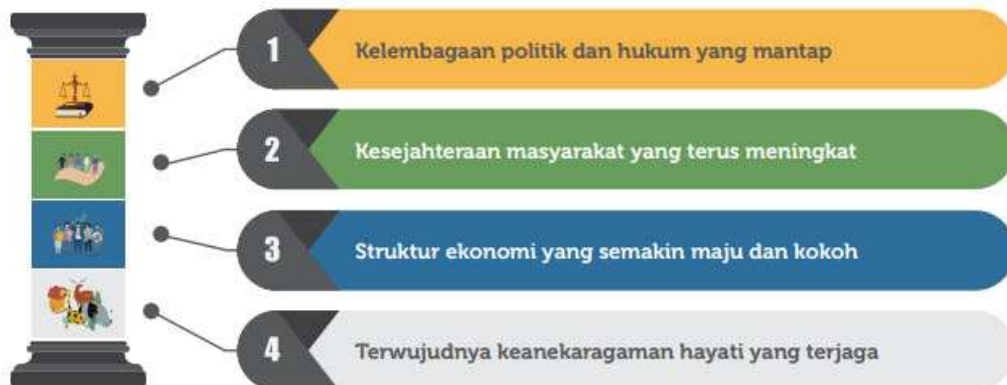 1
Kelembagaan politik dan hukum yang mantap
2
Kesejahteraan masyarakat yang terus meningkat
3
Struktur ekonomi yang semakin maju dan kokoh
4
Terwujudnya keanekaragaman hayati yang terjaga